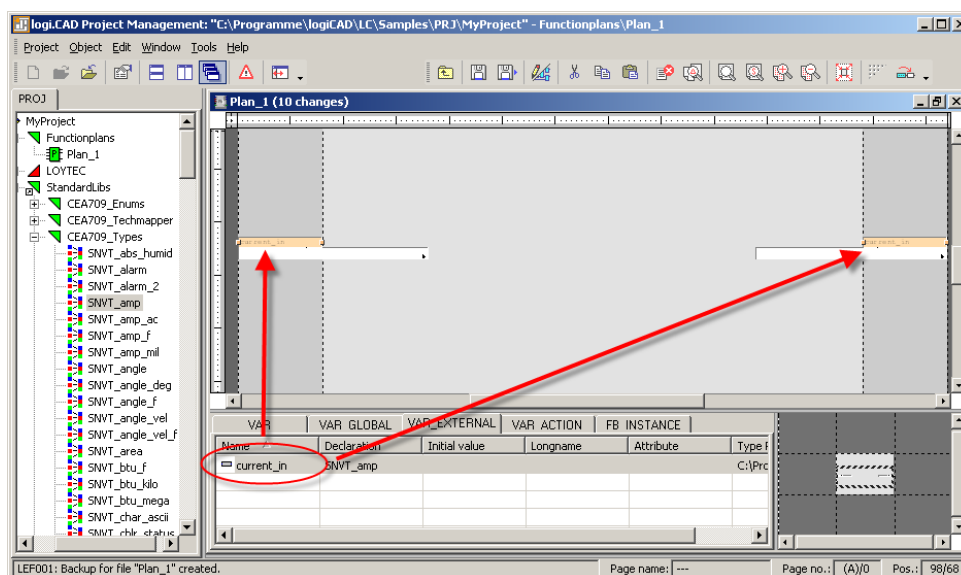 logi.CAD Project Management: "C:\Programme\logiCAD\LC\Samples\PRJ\MyProject" - Functionplans\Plan_1
Project Object Edit Window Tools Help
PROJ
MyProject
Functionplans
Plan_1
LOYTEC
StandardLibs
CEA709_Enums
CEA709_Techmapper
CEA709_Types
SNVT_abs_humid
SNVT_alarm
SNVT_alarm_2
SNVT_amp
SNVT_amp_ac
SNVT_amp_f
SNVT_amp_mil
SNVT_angle
SNVT_angle_deg
SNVT_angle_f
SNVT_angle_vel
SNVT_angle_vel_f
SNVT_area
SNVT_btu_f
SNVT_btu_kilo
SNVT_btu_mega
SNVT_char_ascii
SNVT_chlr_status
Plan_1 (10 changes)
current_in
current_in
VAR VAR GLOBAL VAR_EXTERNAL VAR ACTION FB INSTANCE
Name Declaration Initial value Longname Attribute Type
current_in SNVT_amp C:\Pro
LEF001: Backup for file "Plan_1" created. Page name: --- Page no.: (A)/0 Pos.: 98/68